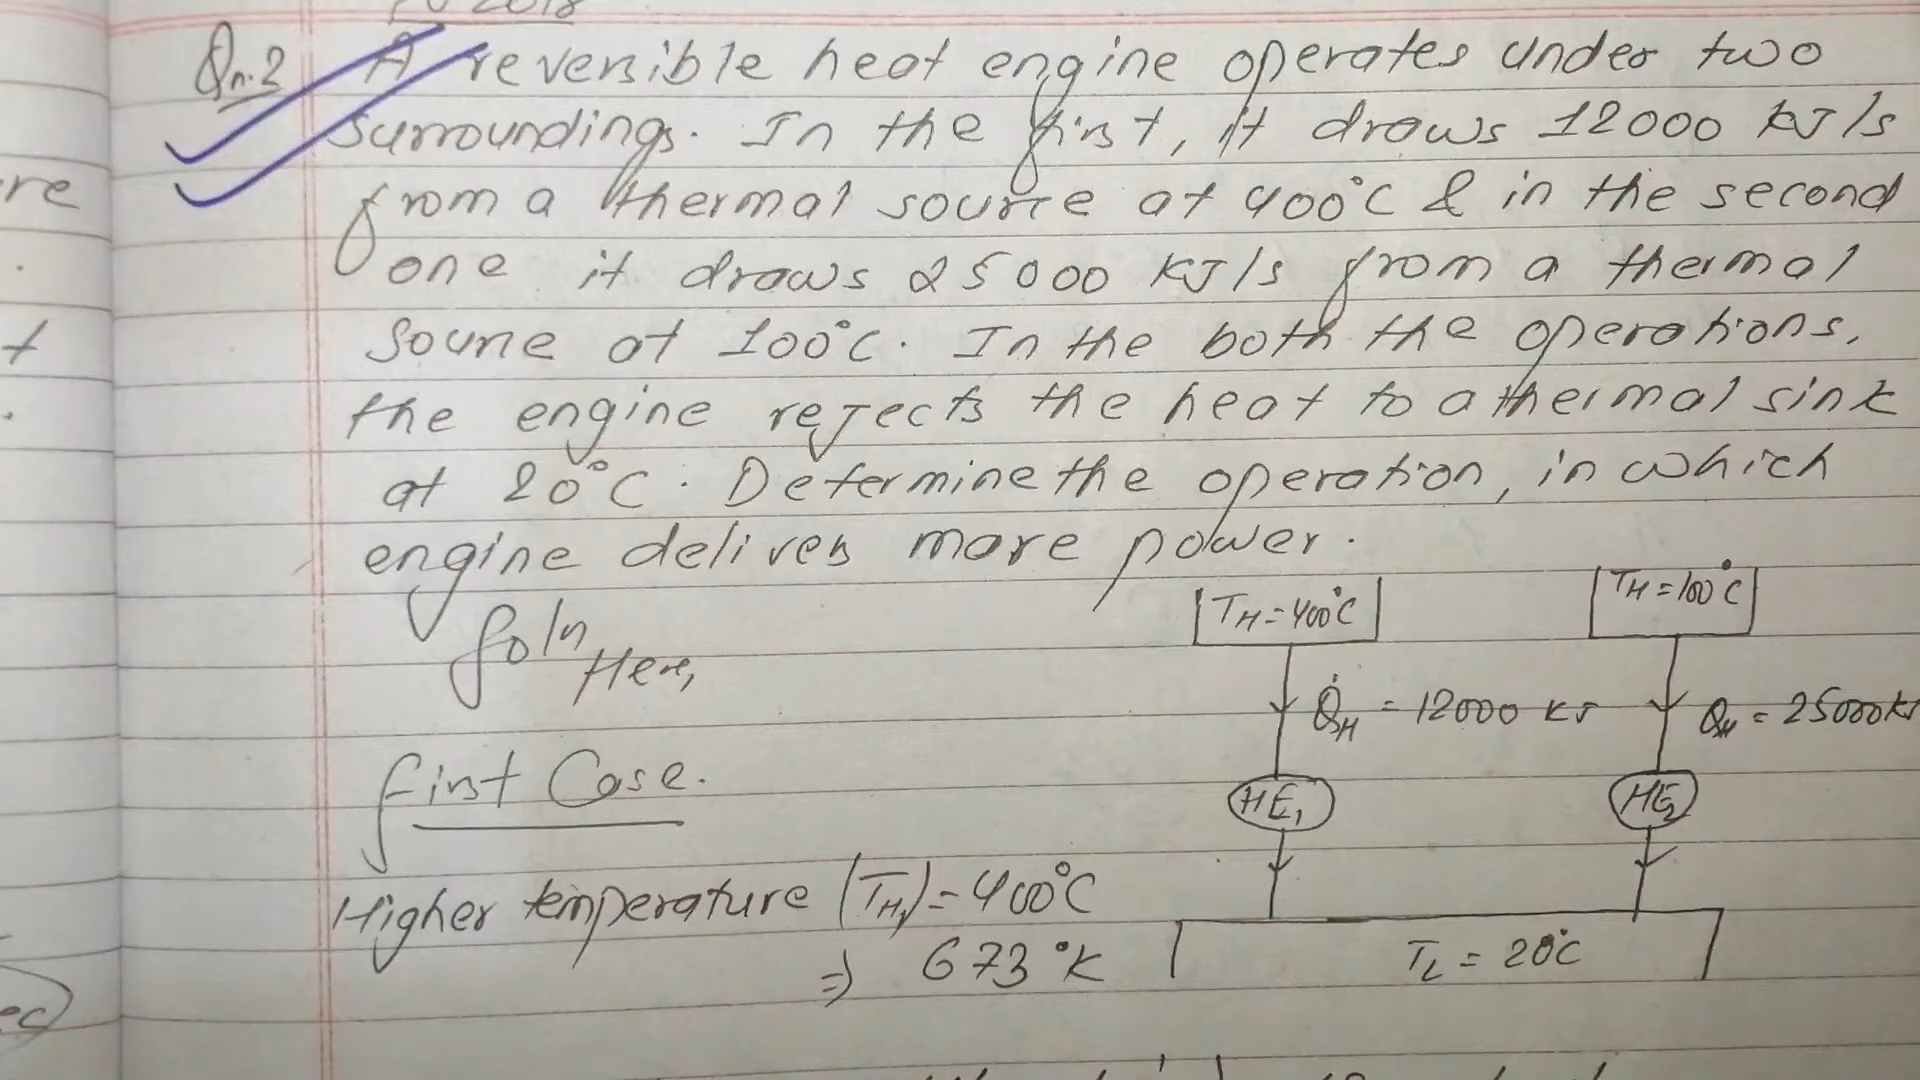 2018
Qn.2 A reversible heat engine operates under two
surroundings. In the first, it draws 12000 KJ/s
from a thermal source at 400°C & in the second
one it draws 25000 KJ/s from a thermal
source at 100°C. In the both the operations,
the engine rejects the heat to a thermal sink
at 20°C. Determine the operation, in which
engine delivers more power.
TH=400°C
TH=100°C
Soln Here,
Q̇H = 12000 KJ
QH = 25000 KJ
First Case.
HE1
HE2
Higher temperature (TH1) = 400°C
⇒ 673°K
TL = 20°C
re
t
ec